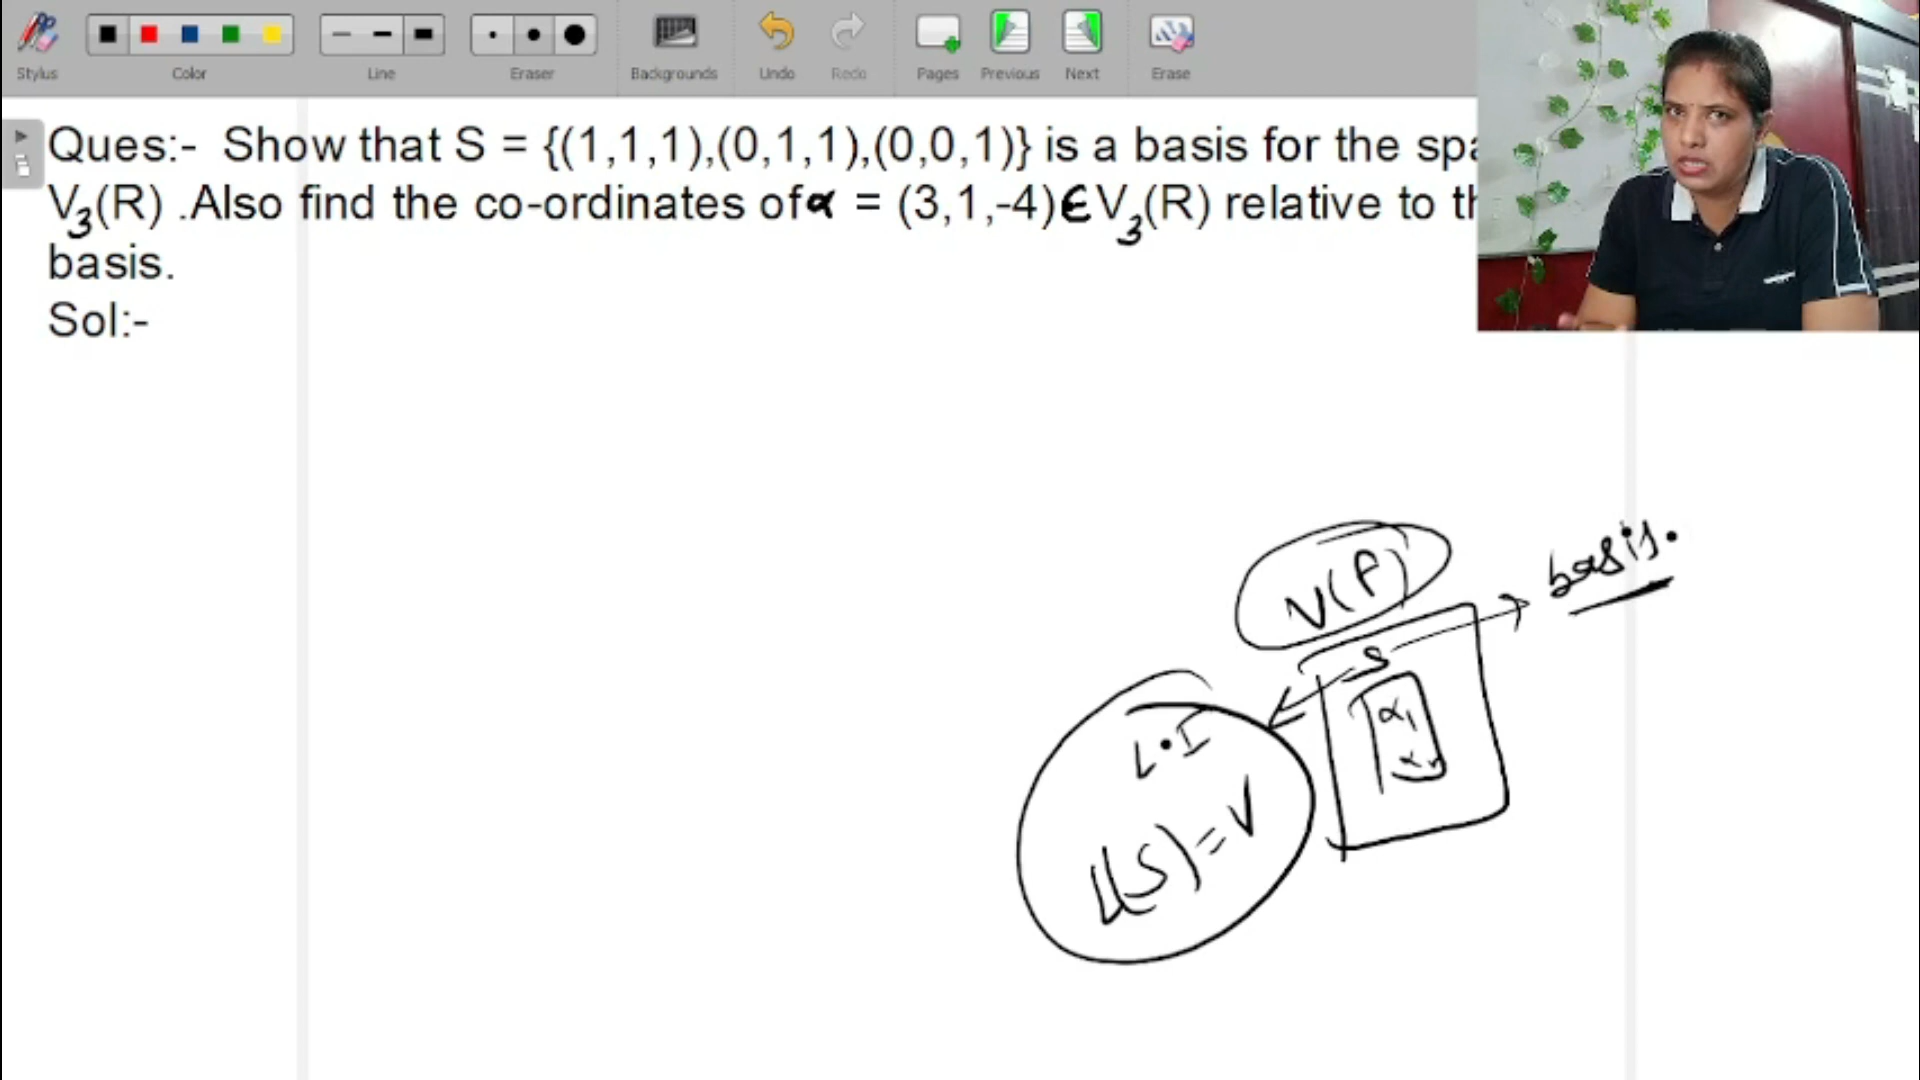 Stylus Color Line Eraser Backgrounds Undo Redo Pages Previous Next Erase
Ques:- Show that S = {(1,1,1),(0,1,1),(0,0,1)} is a basis for the
V₃(R) .Also find the co-ordinates of α = (3,1,-4) ϵ V₃(R) relative to
basis.
Sol:-
V(F)
basis.
S
L.I
α₁
L(S)=V